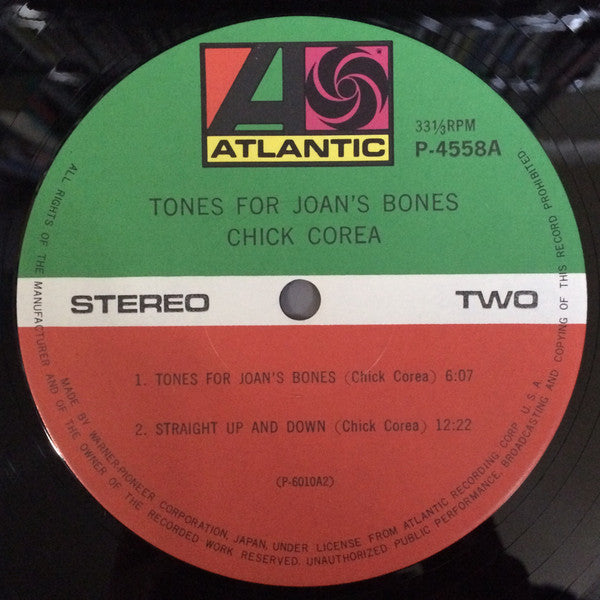 ATLANTIC
33⅓RPM
P-4558A
TONES FOR JOAN'S BONES
CHICK COREA
STEREO
TWO
1. TONES FOR JOAN'S BONES (Chick Corea) 6:07
2. STRAIGHT UP AND DOWN (Chick Corea) 12:22
(P-6010A2)
MADE BY WARNER-PIONEER CORPORATION, JAPAN, UNDER LICENSE FROM ATLANTIC RECORDING CORP. U.S.A.
ALL RIGHTS OF THE MANUFACTURER AND OF THE OWNER OF THE RECORDED WORK RESERVED. UNAUTHORIZED PUBLIC PERFORMANCE, BROADCASTING AND COPYING OF THIS RECORD PROHIBITED